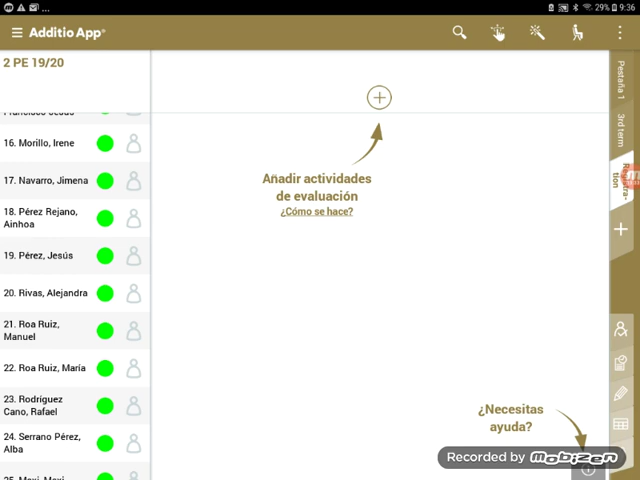 29% 9:36
Additio App®
2 PE 19/20
16. Morillo, Irene
17. Navarro, Jimena
18. Pérez Rejano,
Ainhoa
19. Pérez, Jesús
20. Rivas, Alejandra
21. Roa Ruiz,
Manuel
22. Roa Ruiz, María
23. Rodríguez
Cano, Rafael
24. Serrano Pérez,
Alba
Añadir actividades
de evaluación
¿Cómo se hace?
¿Necesitas
ayuda?
Pestaña 1
3rd term
Recorded by Mobizen